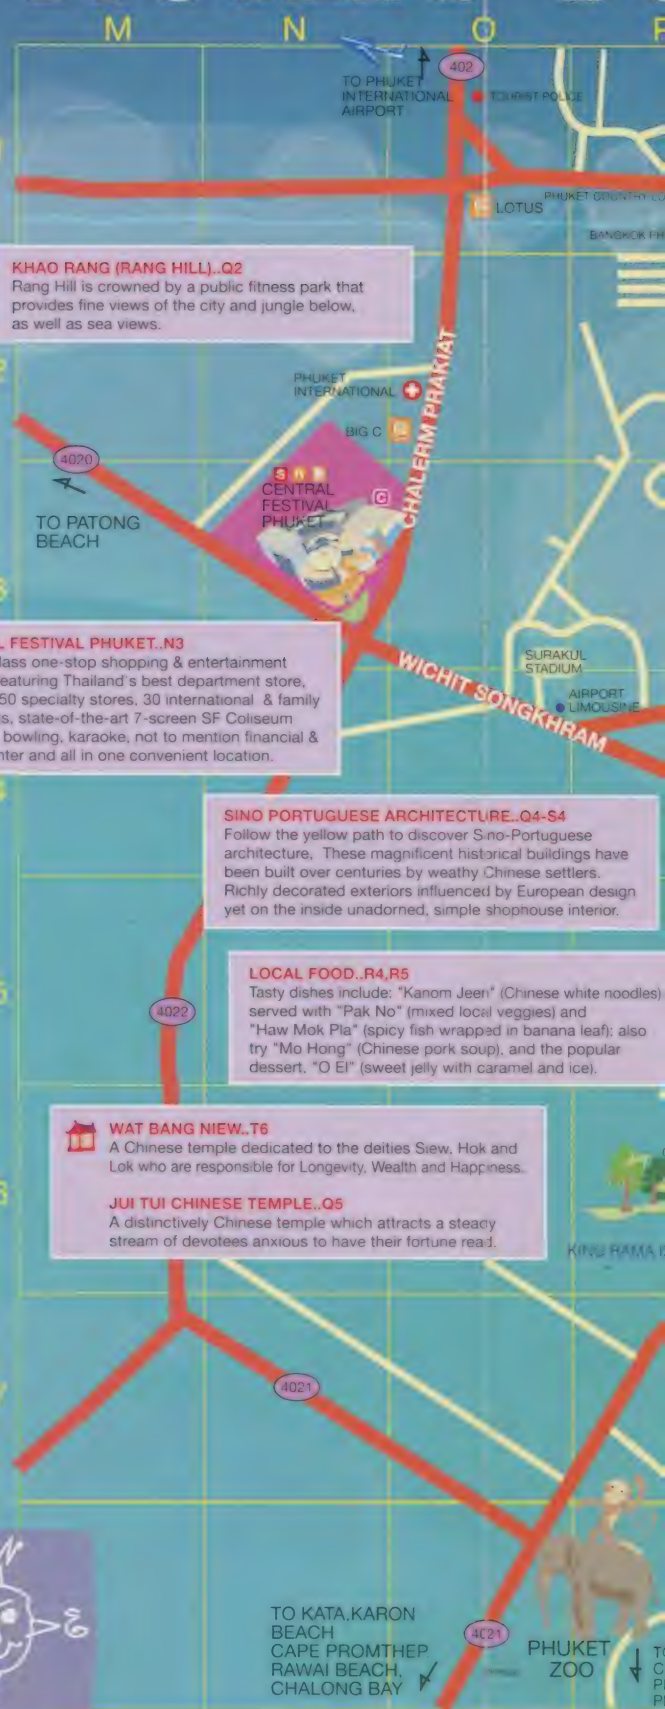 M N O
402
TO PHUKET
INTERNATIONAL
AIRPORT
TOURIST POLICE
LOTUS
PHUKET COUNTRY
BANGKOK
KHAO RANG (RANG HILL)..Q2
Rang Hill is crowned by a public fitness park that
provides fine views of the city and jungle below,
as well as sea views.
2
PHUKET
INTERNATIONAL
CHALERM PRAKIAT
BIG C
4020
CENTRAL
FESTIVAL
PHUKET
C
TO PATONG
BEACH
L FESTIVAL PHUKET..N3
lass one-stop shopping & entertainment
eaturing Thailand's best department store,
50 specialty stores, 30 international & family
s, state-of-the-art 7-screen SF Coliseum
bowling, karaoke, not to mention financial &
nter and all in one convenient location.
WICHIT SONGKHRAM
SURAKUL
STADIUM
AIRPORT
LIMOUSINE
SINO PORTUGUESE ARCHITECTURE..Q4-S4
Follow the yellow path to discover Sino-Portuguese
architecture, These magnificent historical buildings have
been built over centuries by weathy Chinese settlers.
Richly decorated exteriors influenced by European design
yet on the inside unadorned, simple shophouse interior.
LOCAL FOOD..R4,R5
Tasty dishes include: "Kanom Jeen" (Chinese white noodles)
served with "Pak No" (mixed local veggies) and
"Haw Mok Pla" (spicy fish wrapped in banana leaf); also
try "Mo Hong" (Chinese pork soup), and the popular
dessert, "O El" (sweet jelly with caramel and ice).
4022
WAT BANG NIEW..T6
A Chinese temple dedicated to the deities Siew, Hok and
Lok who are responsible for Longevity, Wealth and Happiness.
JUI TUI CHINESE TEMPLE..Q5
A distinctively Chinese temple which attracts a steady
stream of devotees anxious to have their fortune read.
KING RAMA
4021
N
E
TO KATA,KARON
BEACH
CAPE PROMTHEP
RAWAI BEACH,
CHALONG BAY
4021
PHUKET
ZOO